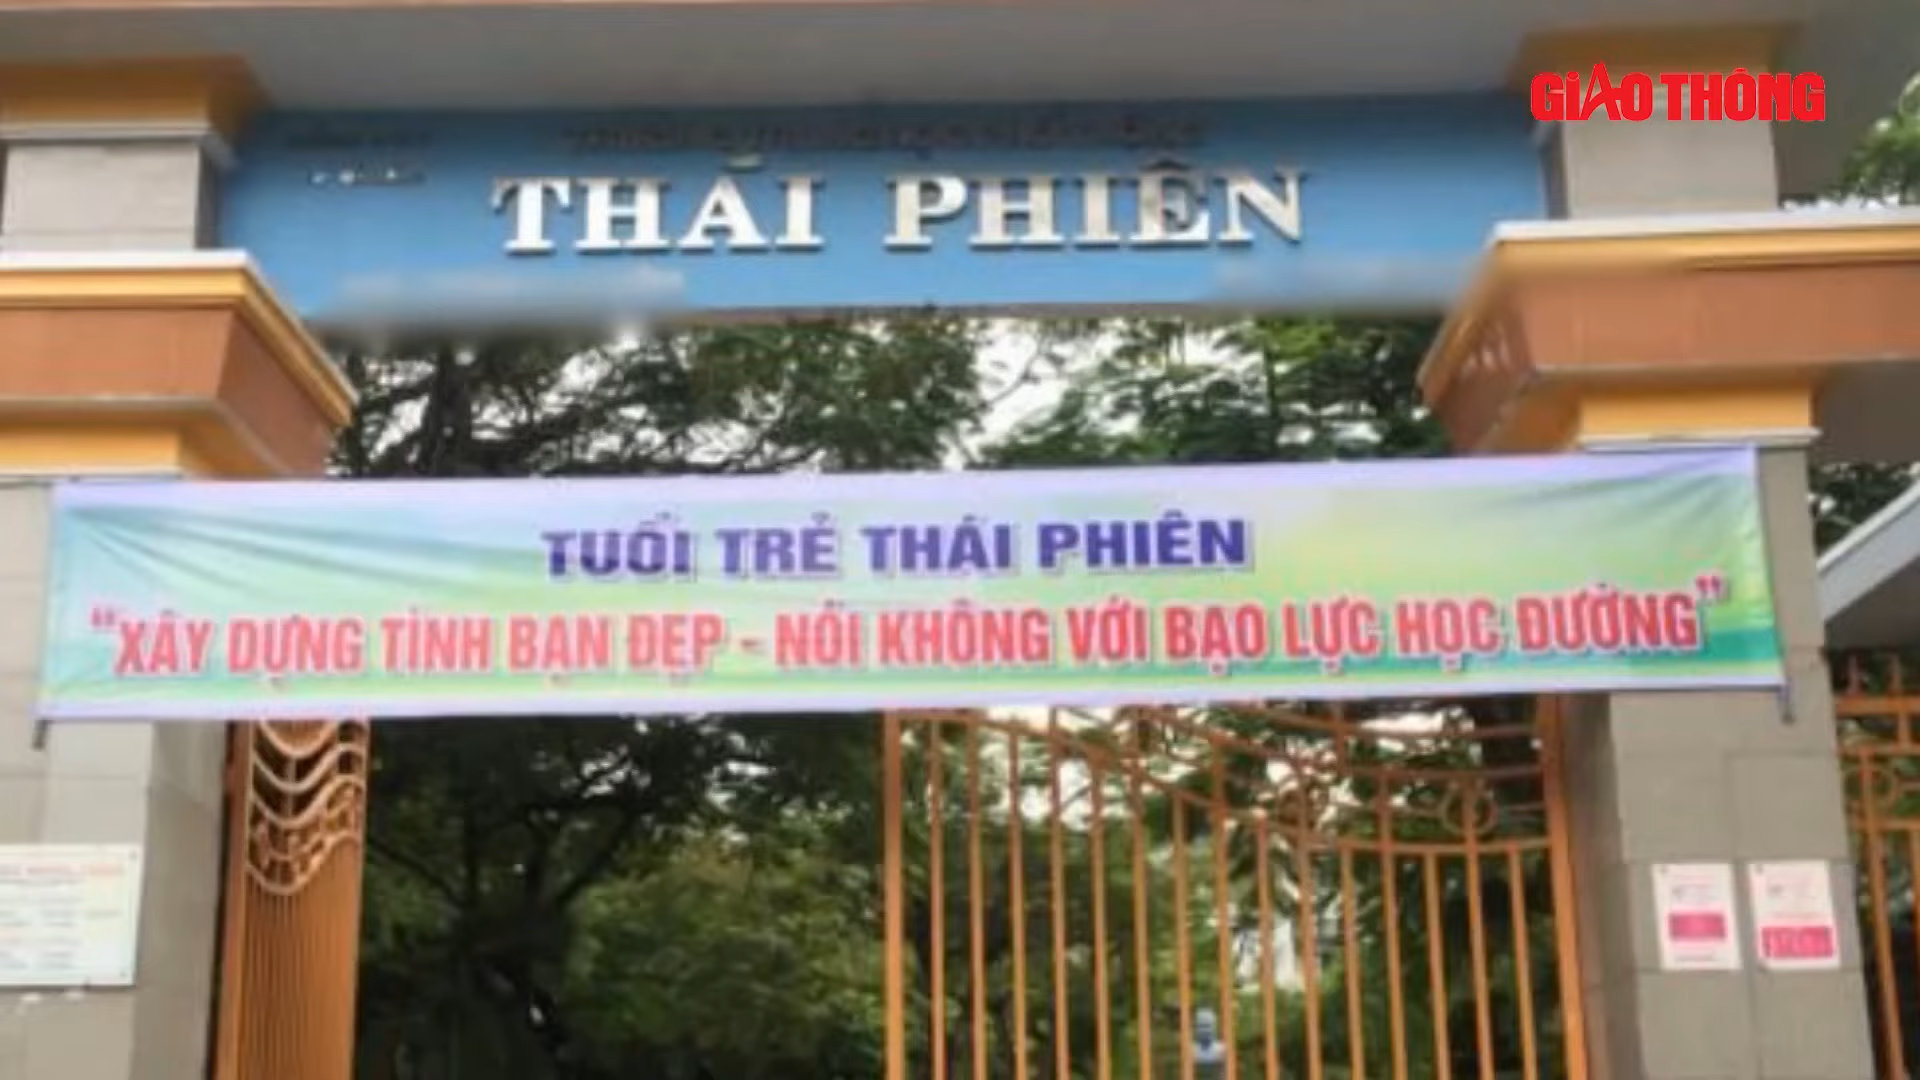 GIAO THÔNG
THÁI PHIÊN
TUỔI TRẺ THÁI PHIÊN
"XÂY DỰNG TÌNH BẠN ĐẸP - NÓI KHÔNG VỚI BẠO LỰC HỌC ĐƯỜNG"